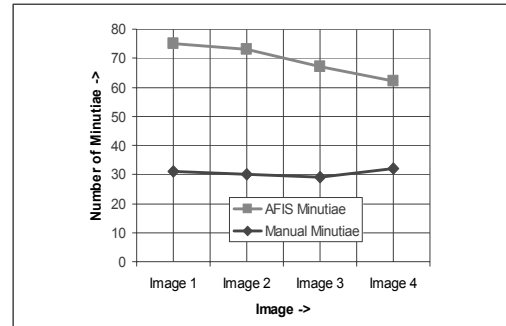 80
70
60
50
40
30
20
10
0
Number of Minutiae ->
AFIS Minutiae
Manual Minutiae
Image 1 Image 2 Image 3 Image 4
Image ->